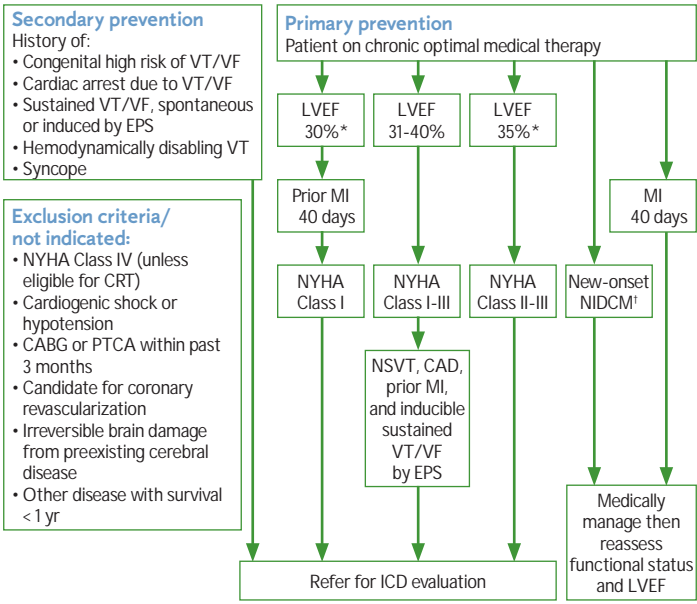 Secondary prevention
History of:
• Congenital high risk of VT/VF
• Cardiac arrest due to VT/VF
• Sustained VT/VF, spontaneous
or induced by EPS
• Hemodynamically disabling VT
• Syncope
Exclusion criteria/
not indicated:
• NYHA Class IV (unless
eligible for CRT)
• Cardiogenic shock or
hypotension
• CABG or PTCA within past
3 months
• Candidate for coronary
revascularization
• Irreversible brain damage
from preexisting cerebral
disease
• Other disease with survival
< 1 yr
Primary prevention
Patient on chronic optimal medical therapy
LVEF
30%*
LVEF
31-40%
LVEF
35%*
Prior MI
40 days
MI
40 days
NYHA
Class I
NYHA
Class I-III
NYHA
Class II-III
New-onset
NIDCM†
NSVT, CAD,
prior MI,
and inducible
sustained
VT/VF
by EPS
Refer for ICD evaluation
Medically
manage then
reassess
functional status
and LVEF